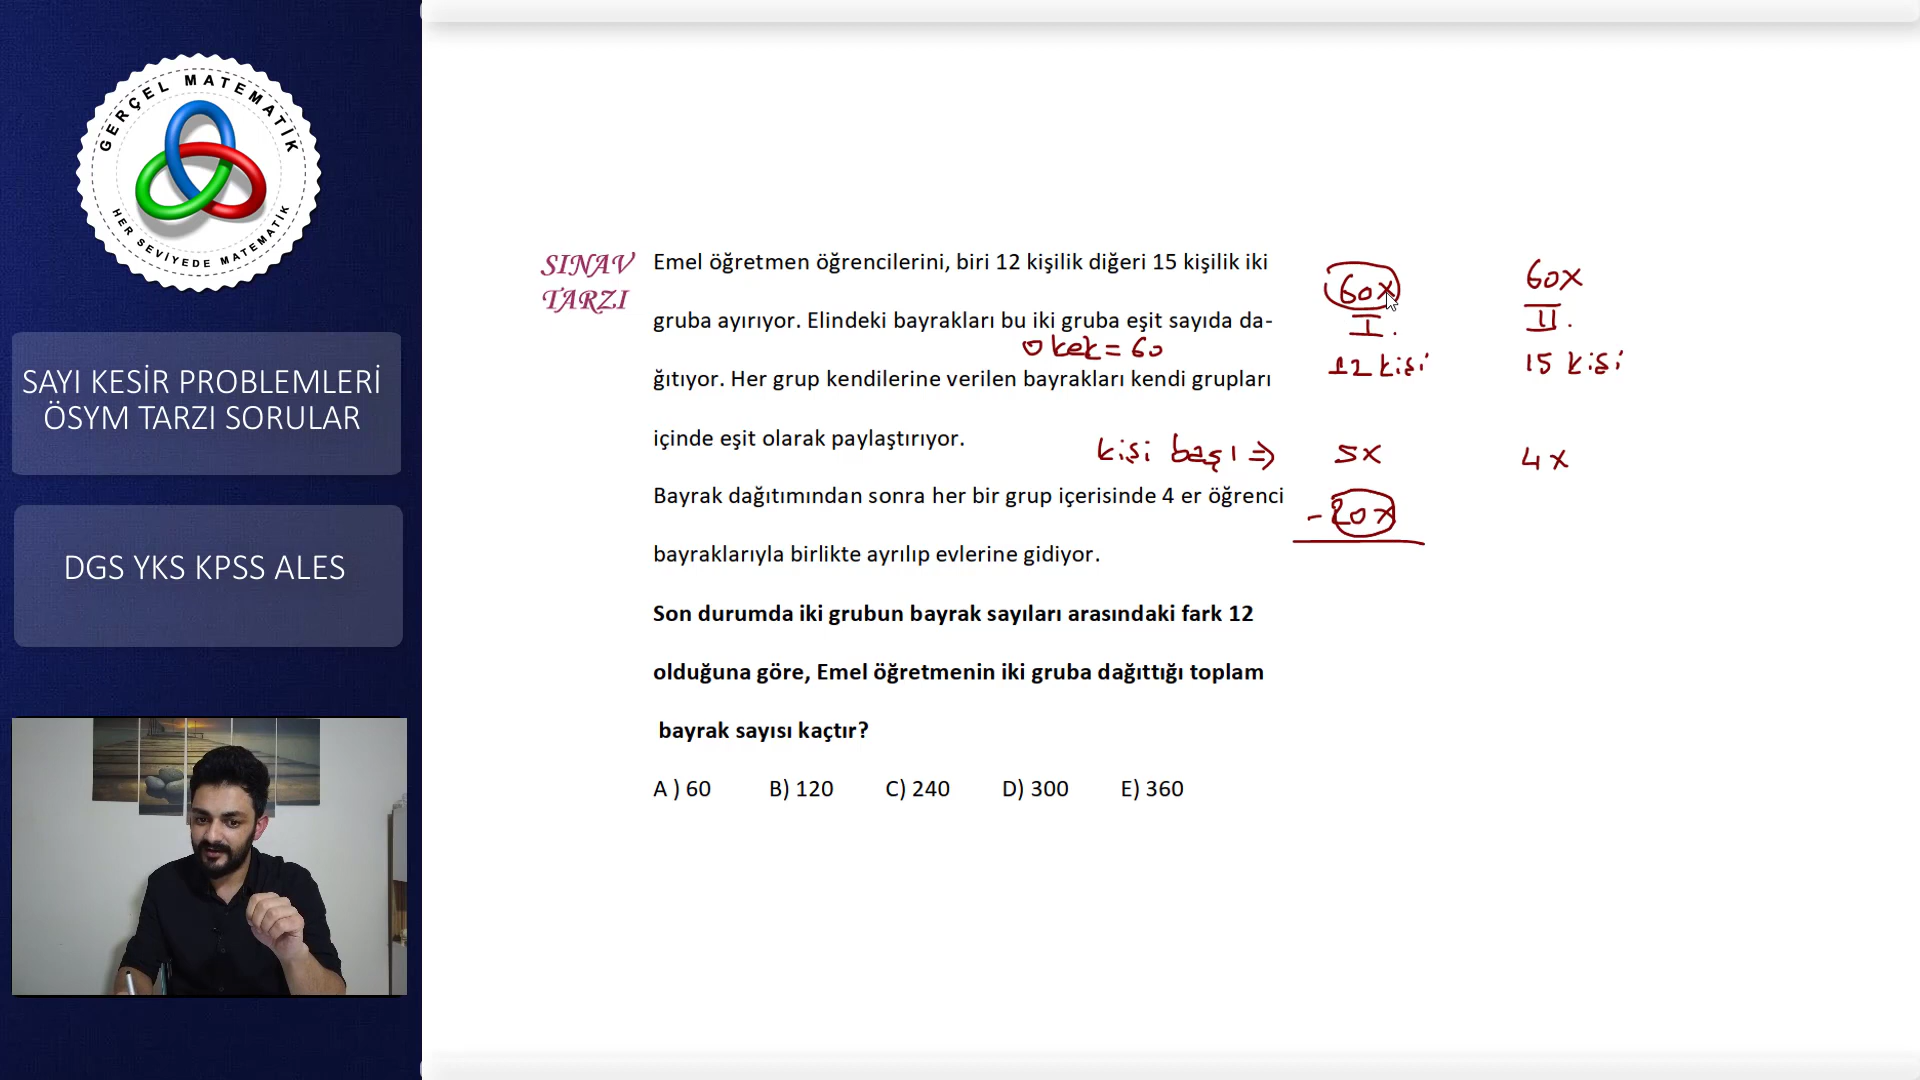 GERÇEL MATEMATİK
HER SEVİYEDE MATEMATİK
SAYI KESİR PROBLEMLERİ
ÖSYM TARZI SORULAR
DGS YKS KPSS ALES
SINAV
TARZI
Emel öğretmen öğrencilerini, biri 12 kişilik diğeri 15 kişilik iki
gruba ayırıyor. Elindeki bayrakları bu iki gruba eşit sayıda da-
okek = 60
ğıtıyor. Her grup kendilerine verilen bayrakları kendi grupları
içinde eşit olarak paylaştırıyor.
Bayrak dağıtımından sonra her bir grup içerisinde 4 er öğrenci
bayraklarıyla birlikte ayrılıp evlerine gidiyor.
Son durumda iki grubun bayrak sayıları arasındaki fark 12
olduğuna göre, Emel öğretmenin iki gruba dağıttığı toplam
bayrak sayısı kaçtır?
A ) 60 B) 120 C) 240 D) 300 E) 360
60x 60x
I. II.
12 kişi 15 kişi
kişi başı ⇒ 5x 4x
- 20x